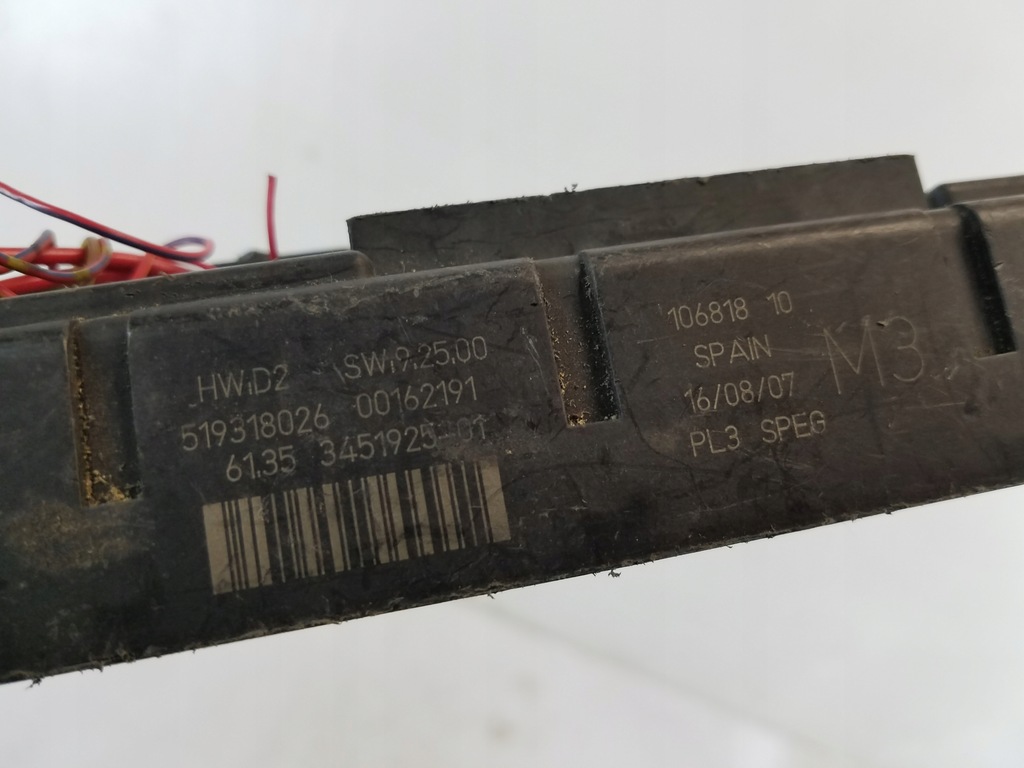 HW:D2 SW:9.25.00
519318026 00162191
61.35 3451925-01
106818 10
SPAIN
16/08/07
PL3 SPEG
M3